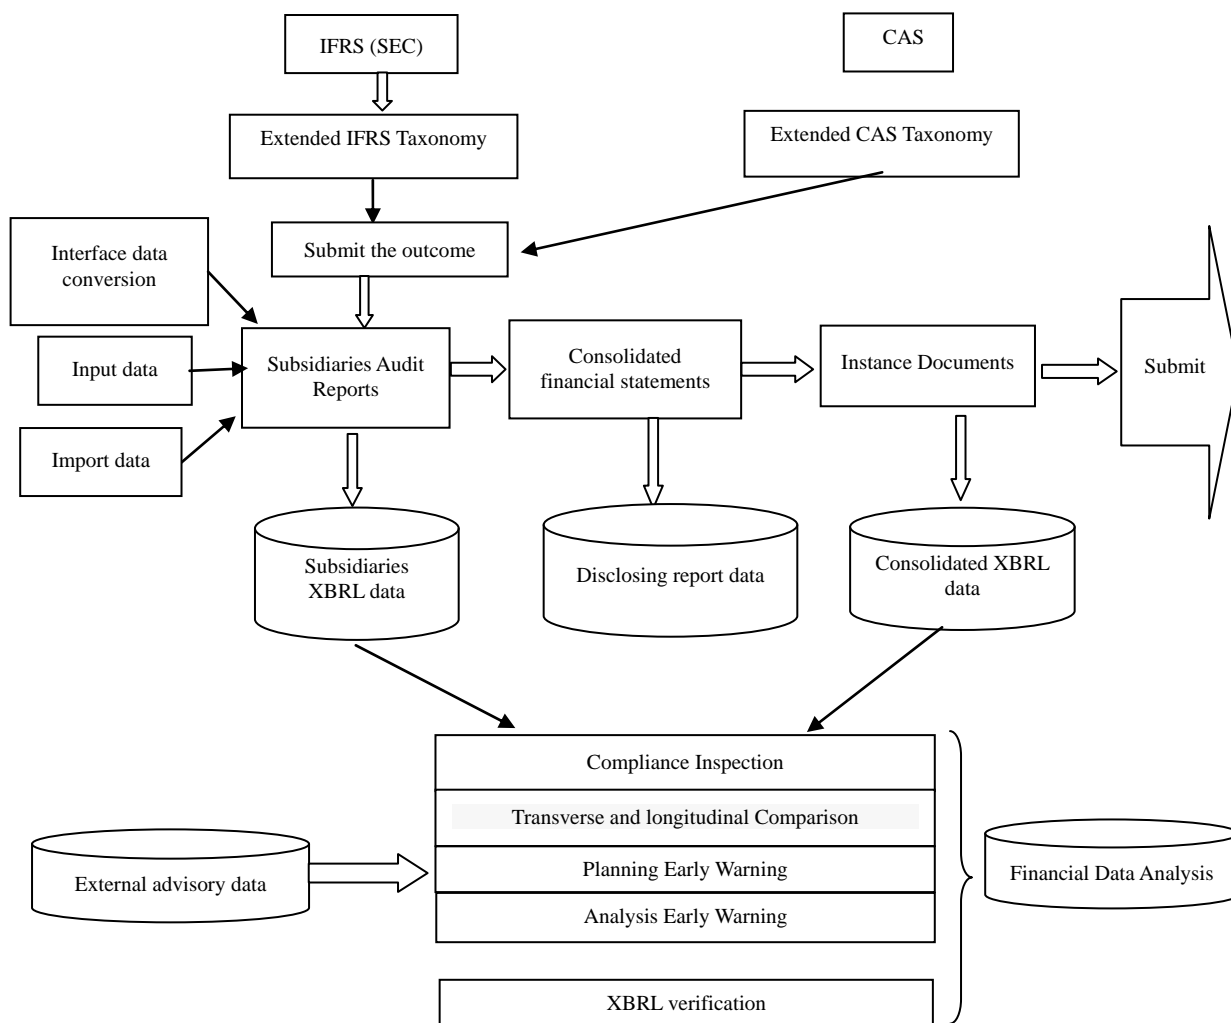 IFRS (SEC)
CAS
Extended IFRS Taxonomy
Extended CAS Taxonomy
Submit the outcome
Interface data
conversion
Input data
Import data
Subsidiaries Audit
Reports
Consolidated
financial statements
Instance Documents
Submit
Subsidiaries
XBRL data
Disclosing report data
Consolidated XBRL
data
Compliance Inspection
Transverse and longitudinal Comparison
Planning Early Warning
Analysis Early Warning
External advisory data
Financial Data Analysis
XBRL verification